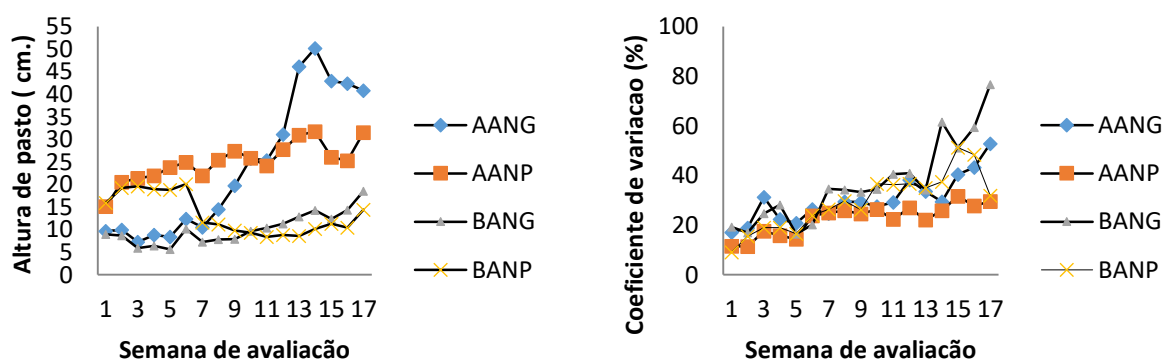 Altura de pasto ( cm.)
55
50
45
40
35
30
25
20
15
10
5
0
1 3 5 7 9 11 13 15 17
Semana de avaliacão
AANG
AANP
BANG
BANP
Coeficiente de variacao (%)
100
80
60
40
20
0
1 3 5 7 9 11 13 15 17
Semana de avaliacão
AANG
AANP
BANG
BANP